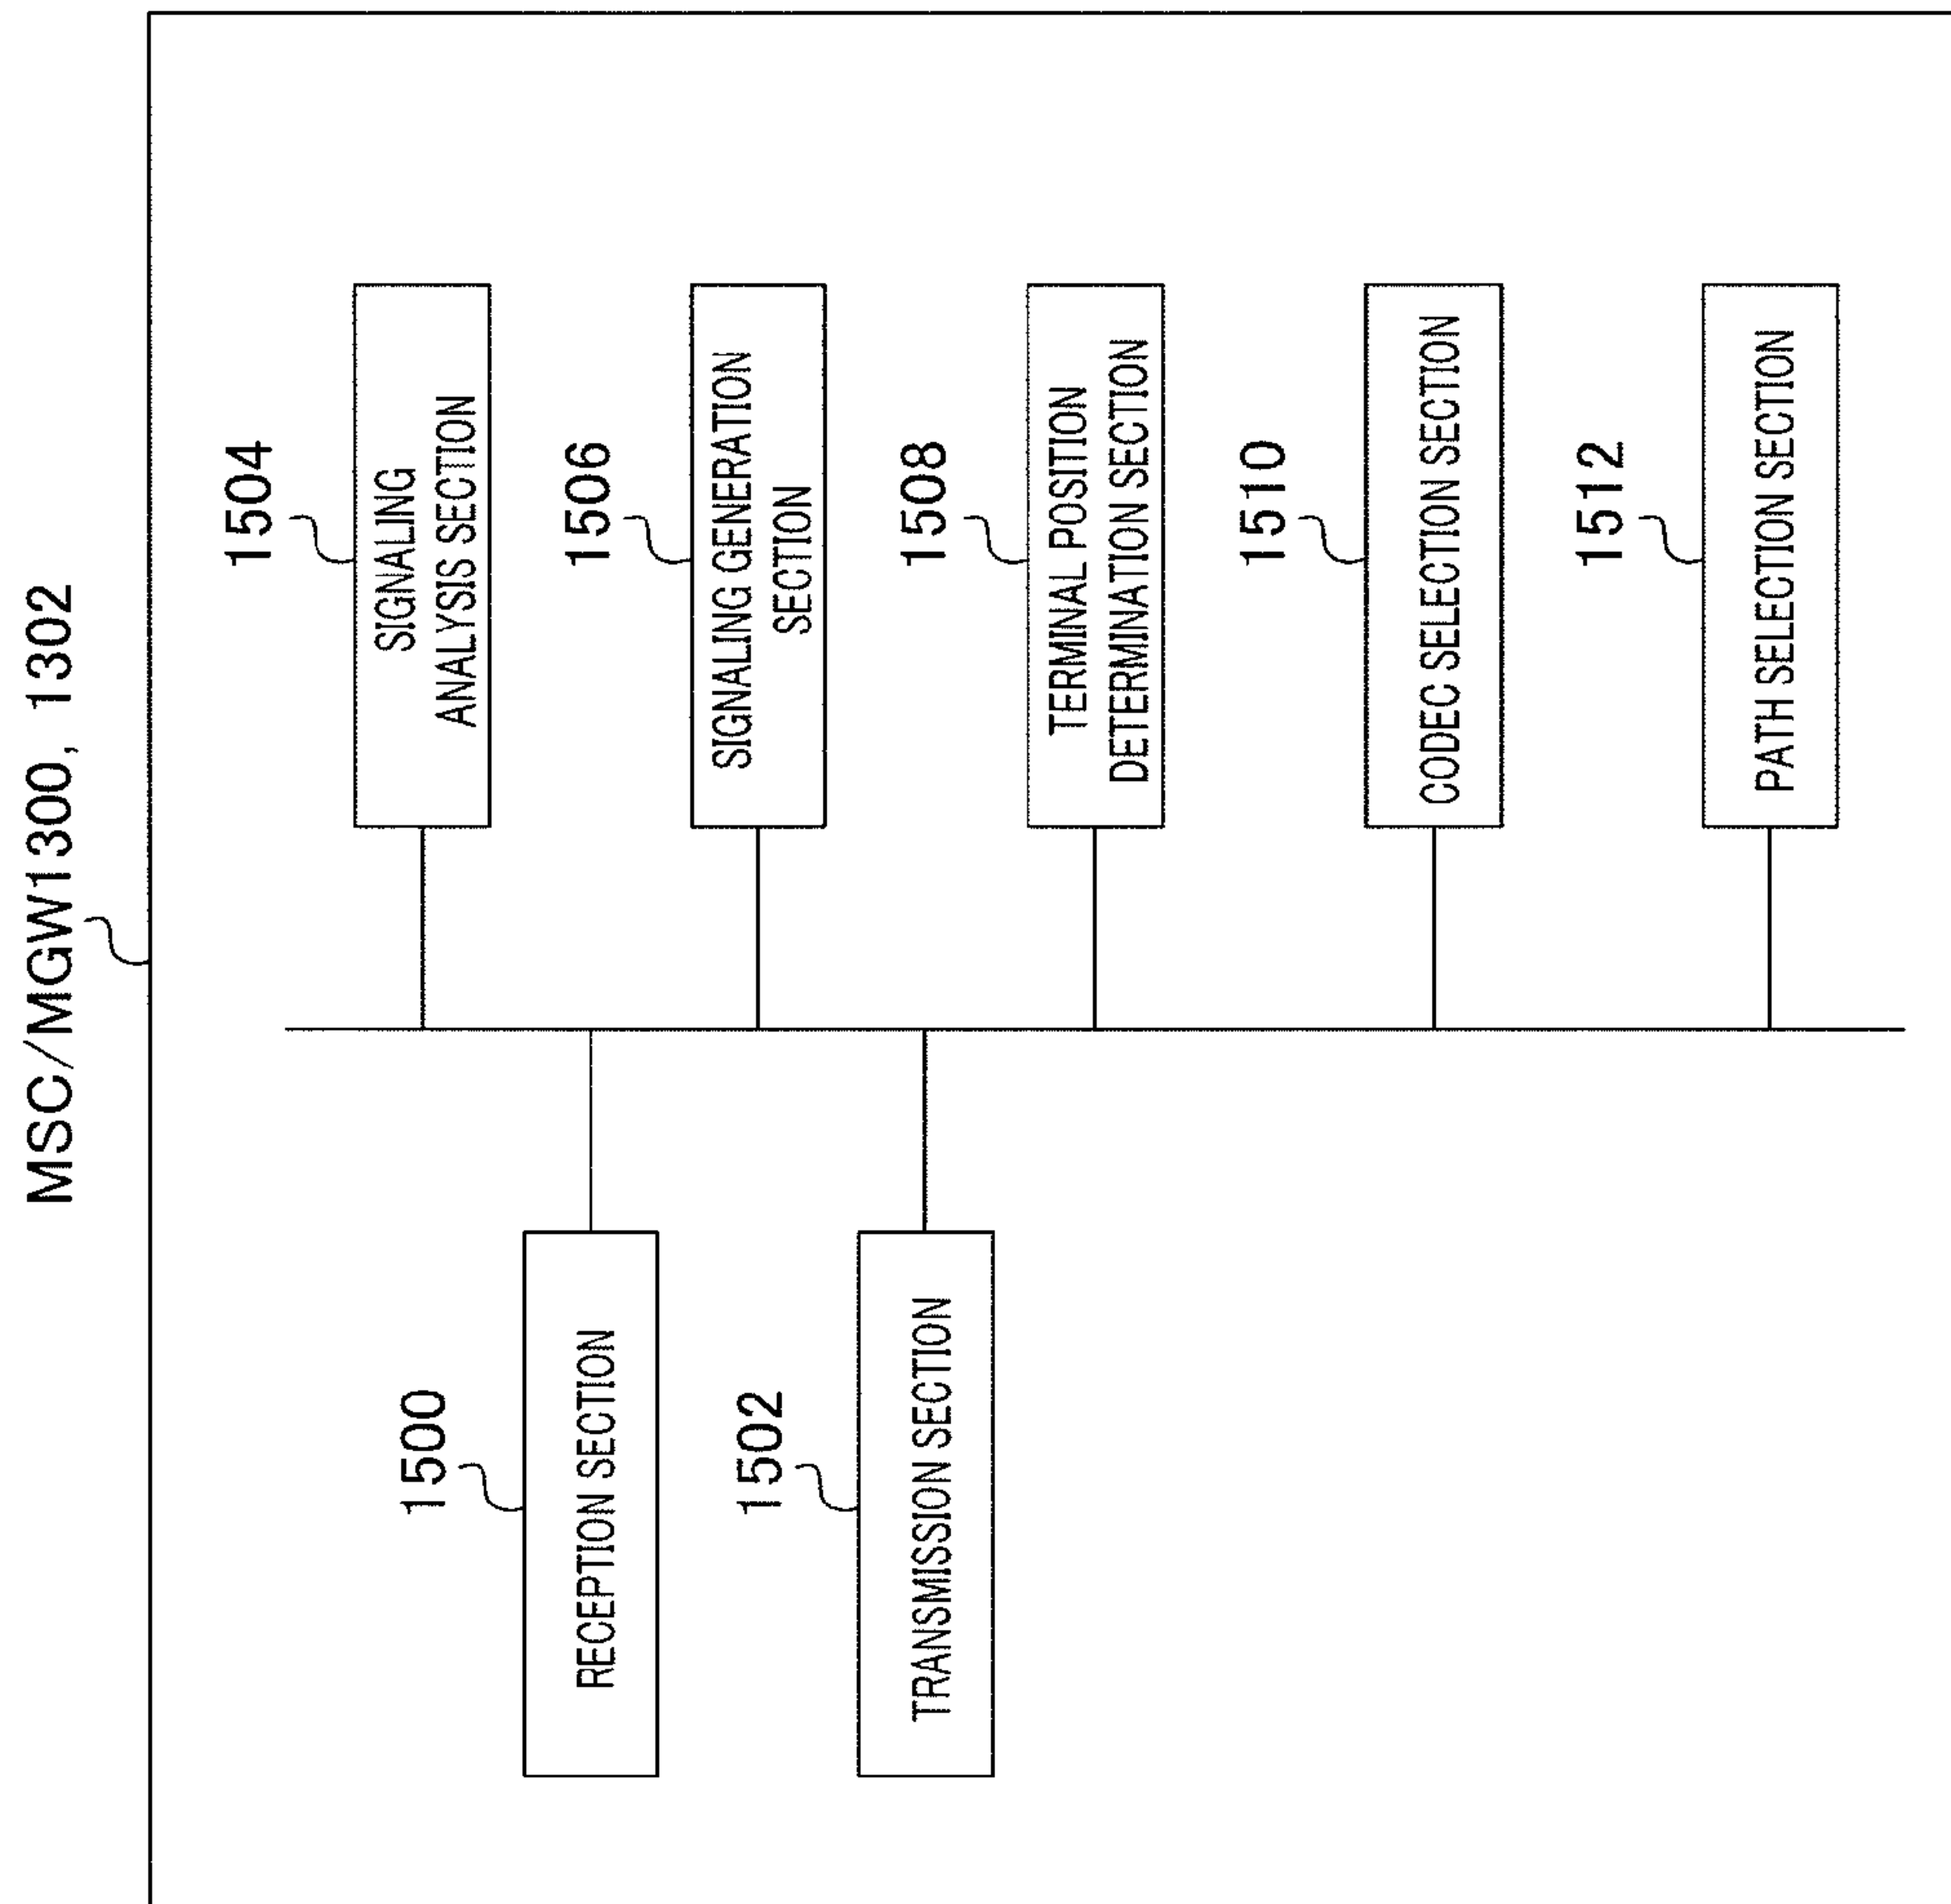 MSC/MGW1300, 1302
1500
RECEPTION SECTION
1502
TRANSMISSION SECTION
1504
SIGNALING
ANALYSIS SECTION
1506
SIGNALING GENERATION
SECTION
1508
TERMINAL POSITION
DETERMINATION SECTION
1510
CODEC SELECTION SECTION
1512
PATH SELECTION SECTION